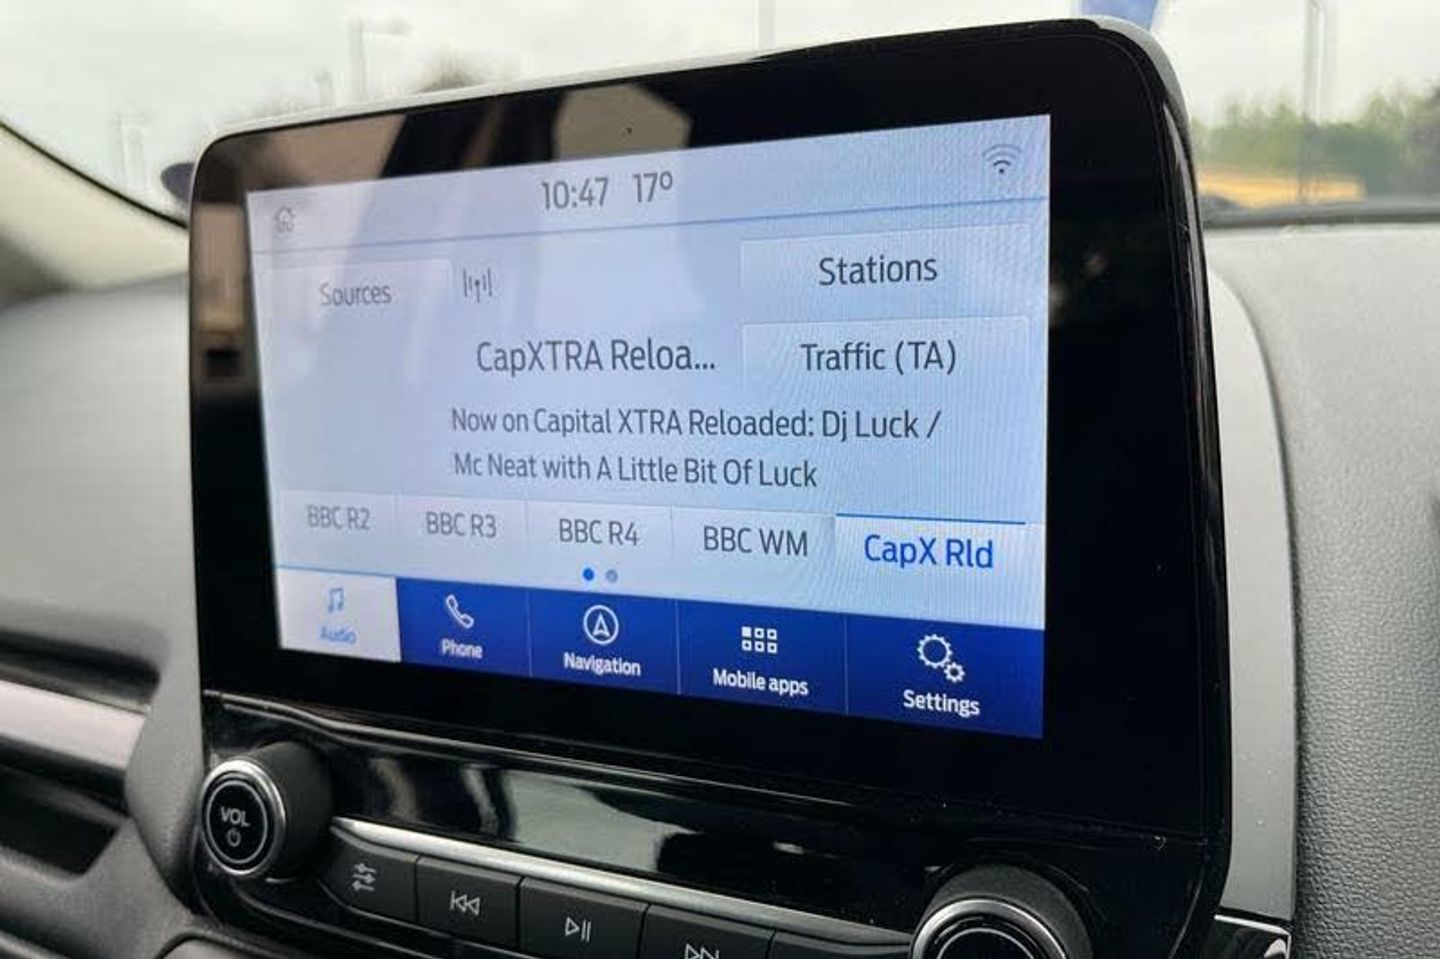 10:47 17º
Sources
Stations
CapXTRA Reloa...
Traffic (TA)
Now on Capital XTRA Reloaded: Dj Luck /
Mc Neat with A Little Bit Of Luck
BBC R2 BBC R3 BBC R4 BBC WM CapX Rld
Audio Phone Navigation Mobile apps Settings
VOL